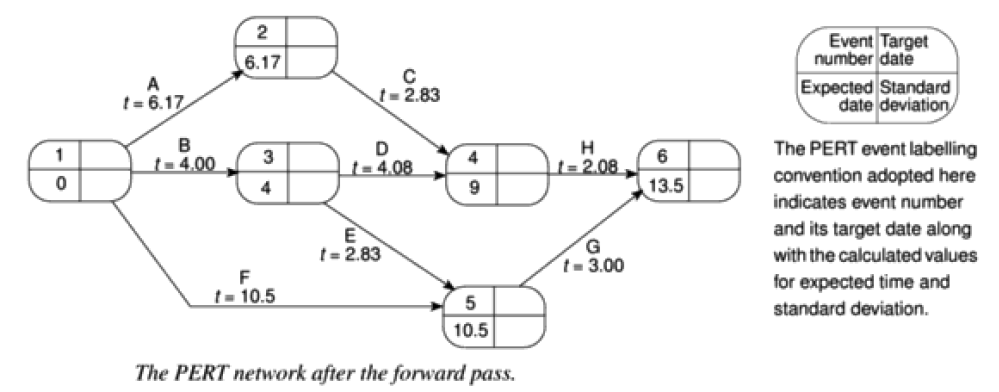 2
6.17
A
t = 6.17
C
t = 2.83
1
0
B
t = 4.00
3
4
D
t = 4.08
4
9
H
t = 2.08
6
13.5
E
t = 2.83
G
t = 3.00
F
t = 10.5
5
10.5
Event number
Target date
Expected date
Standard deviation
The PERT event labelling
convention adopted here
indicates event number
and its target date along
with the calculated values
for expected time and
standard deviation.
The PERT network after the forward pass.